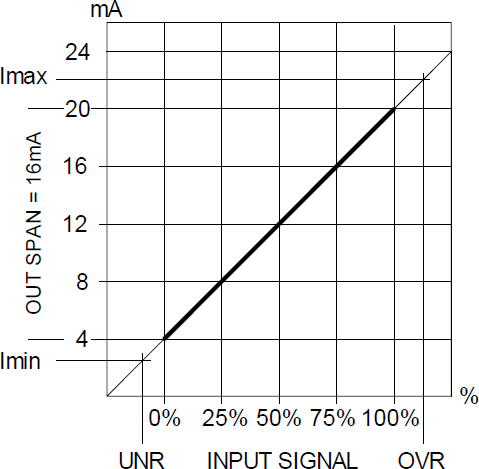 mA
24
Imax
20
16
12
8
4
Imin
OUT SPAN = 16mA
%
0% 25% 50% 75% 100%
UNR INPUT SIGNAL OVR